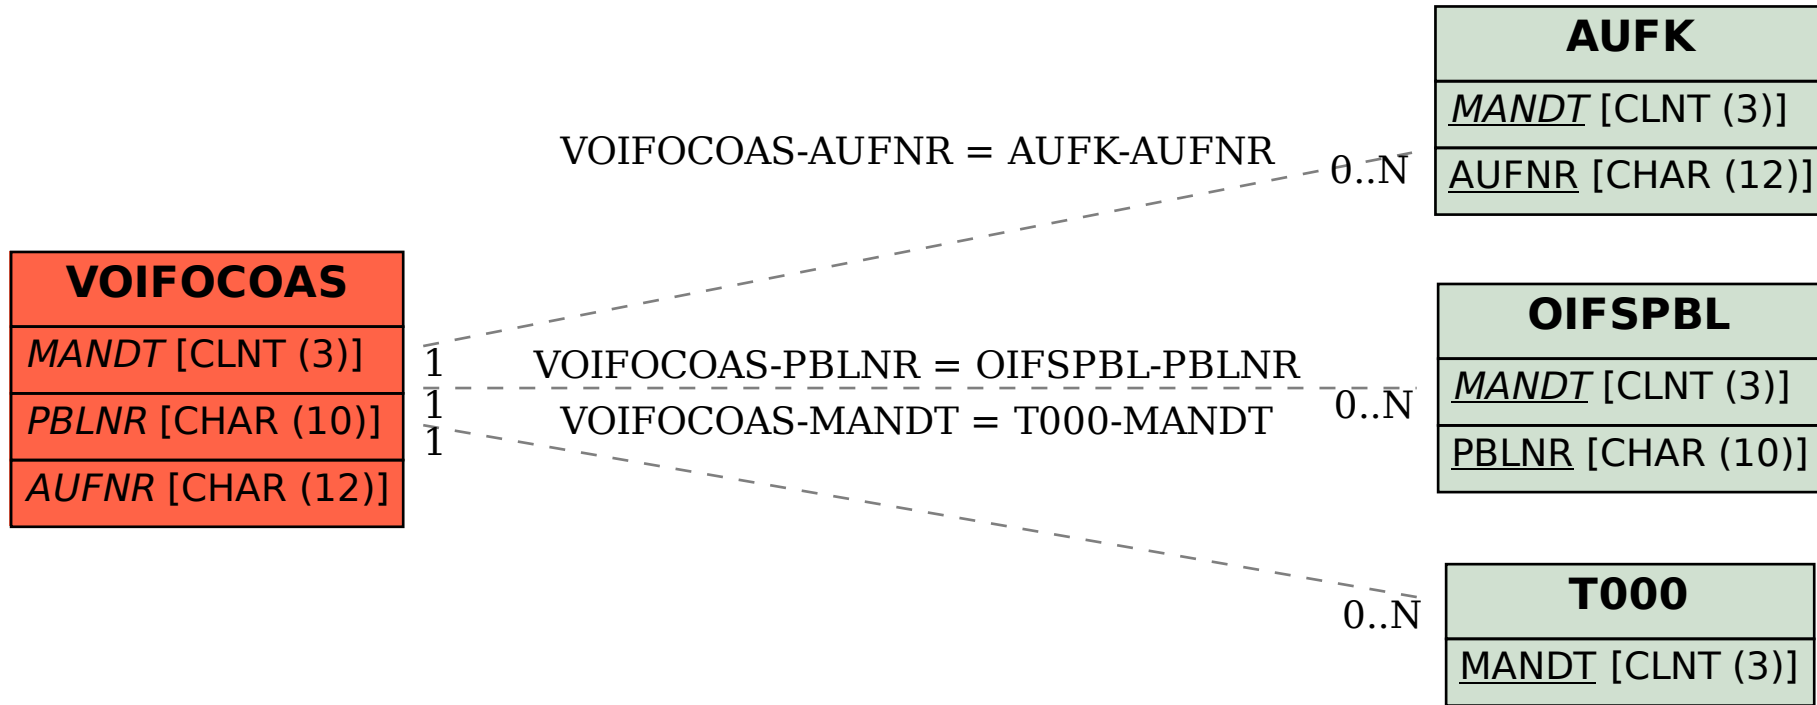 AUFK
MANDT [CLNT (3)]
AUFNR [CHAR (12)]
VOIFOCOAS-AUFNR = AUFK-AUFNR
0..N
VOIFOCOAS
MANDT [CLNT (3)]
PBLNR [CHAR (10)]
AUFNR [CHAR (12)]
1
VOIFOCOAS-PBLNR = OIFSPBL-PBLNR
1
0..N
VOIFOCOAS-MANDT = T000-MANDT
1
0..N
OIFSPBL
MANDT [CLNT (3)]
PBLNR [CHAR (10)]
T000
MANDT [CLNT (3)]